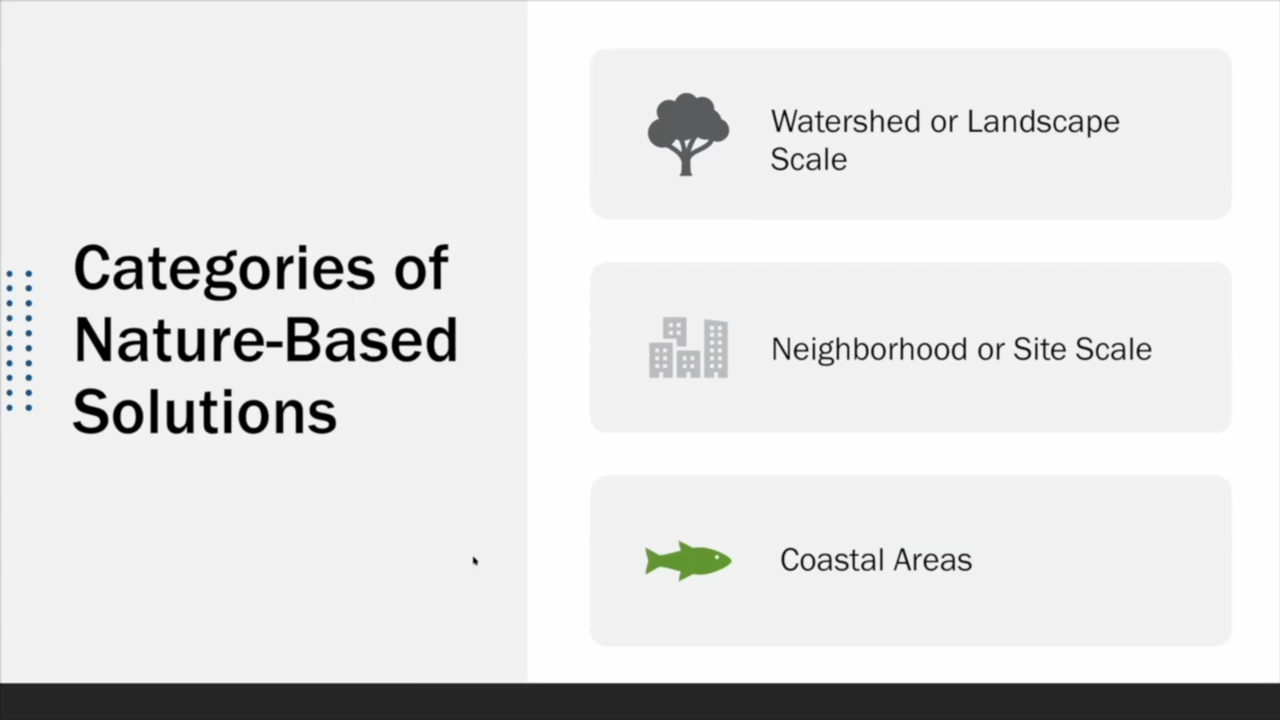 Categories of
Nature-Based
Solutions
Watershed or Landscape
Scale
Neighborhood or Site Scale
Coastal Areas